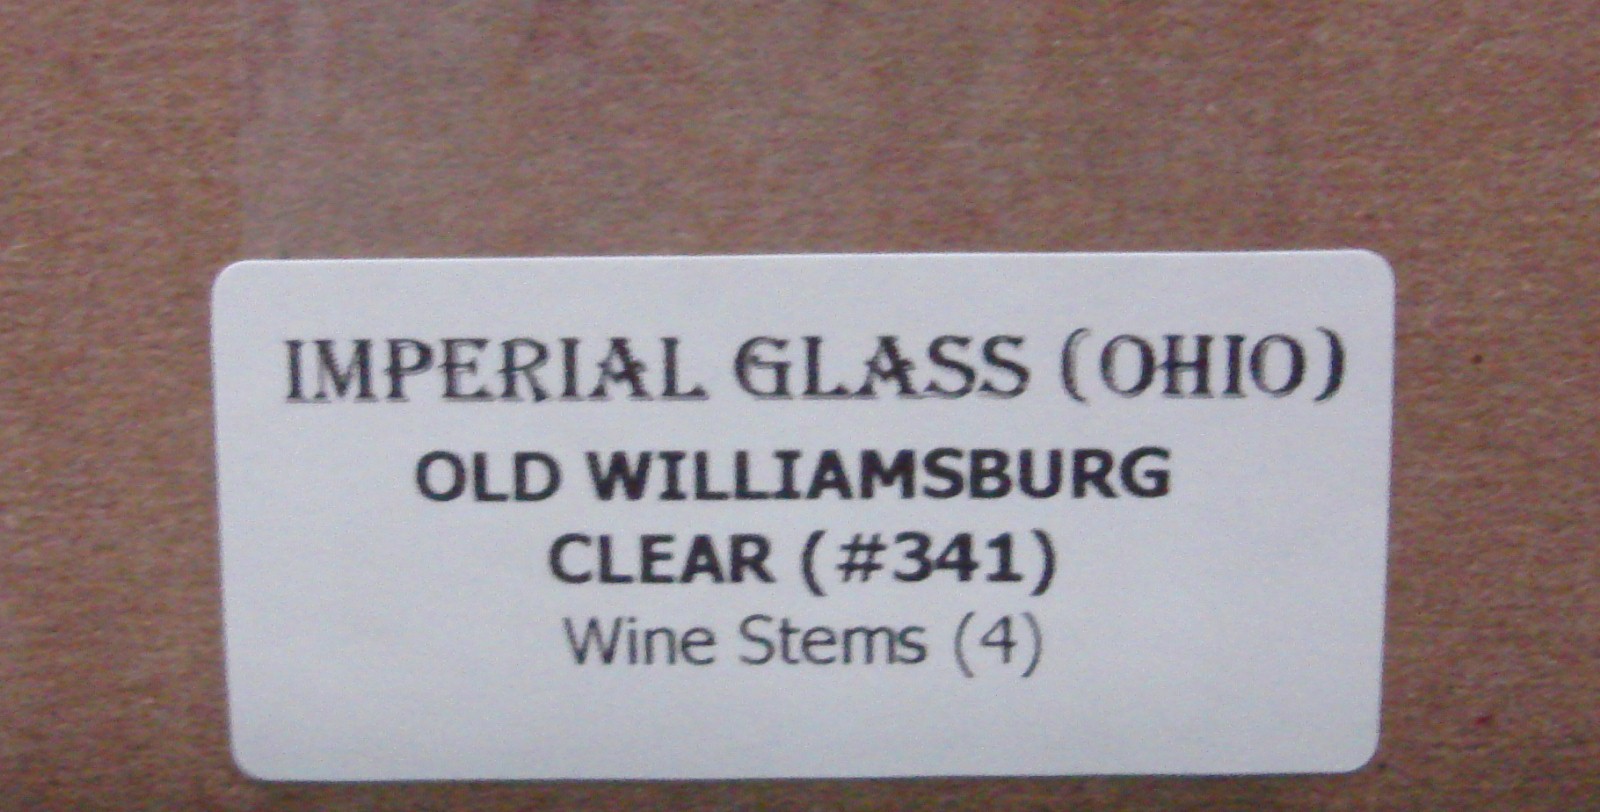 IMPERIAL GLASS (OHIO)
OLD WILLIAMSBURG
CLEAR (#341)
Wine Stems (4)